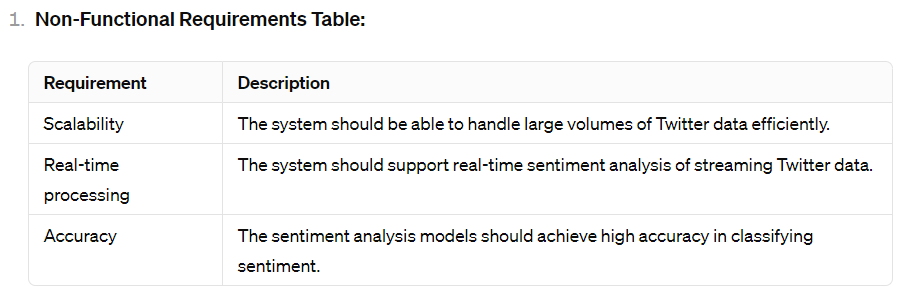 1. Non-Functional Requirements Table:
Requirement Description
Scalability The system should be able to handle large volumes of Twitter data efficiently.
Real-time The system should support real-time sentiment analysis of streaming Twitter data.
processing
Accuracy The sentiment analysis models should achieve high accuracy in classifying
sentiment.